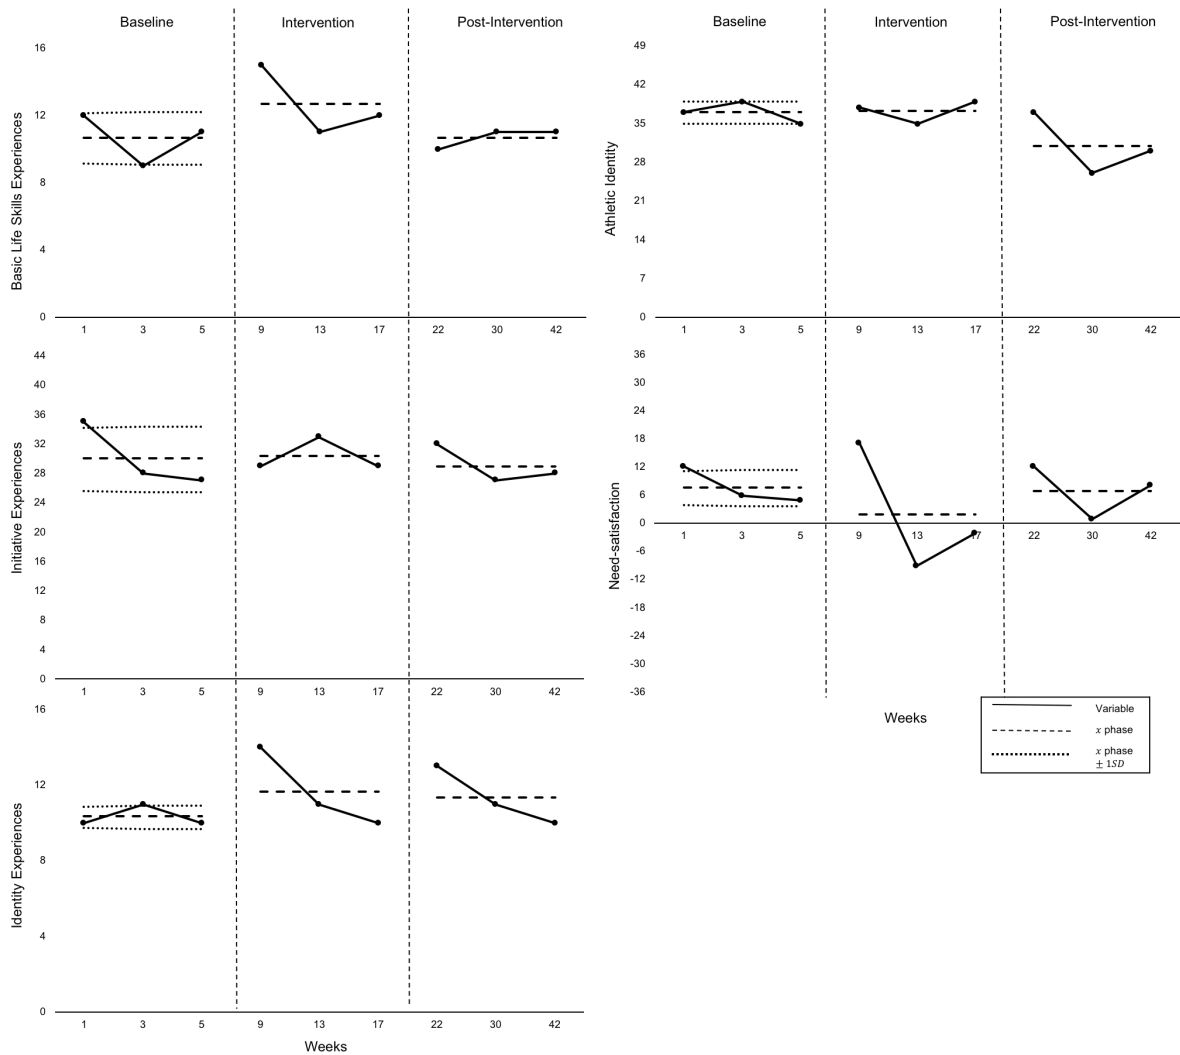 Baseline
Intervention
Post-Intervention
16
12
8
4
0
Basic Life Skills Experiences
1 3 5 9 13 17 22 30 42
44
40
36
32
28
24
20
16
12
8
4
0
Initiative Experiences
1 3 5 9 13 17 22 30 42
16
12
8
4
0
Identity Experiences
1 3 5 9 13 17 22 30 42
Weeks
Baseline
Intervention
Post-Intervention
49
42
35
28
21
14
7
0
Athletic Identity
1 3 5 9 13 17 22 30 42
36
30
24
18
12
6
0
-6
-12
-18
-24
-30
-36
Need-satisfaction
1 3 5 9 13 17 22 30 42
Weeks
Variable
x phase
x phase
± 1SD